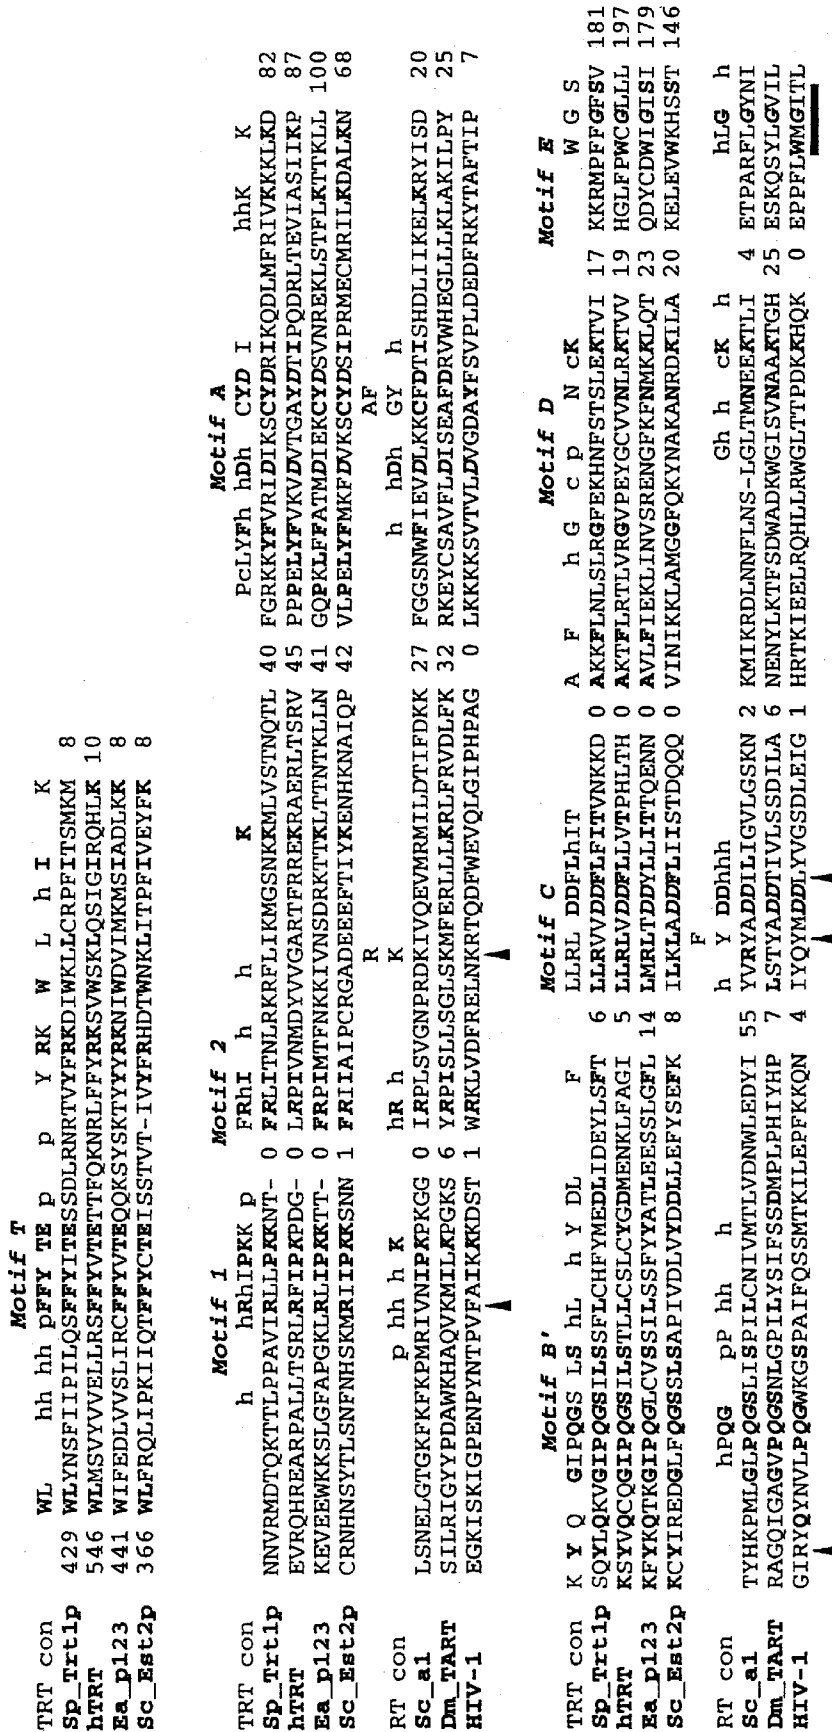 Motif T
TRT con WL hh hh pFFY TE p p Y RK W L h I K
Sp_Trt1p 429 WLYNSFIIPILQSFFYITESSDLRNRTVYFRKDIWKLLCRPFITSMKM 8
hTRT 546 WLMSVYVVELLRSFFYVTETTFQKNRLFFYRKSVWSKLQSIGIRQHLK 10
Ea_p123 441 WIFEDLVVSLIRCFFYVTEQQKSYSKTYYYRKNIWDVIMKMSIADLKK 8
Sc_Est2p 366 WLFRQLIPKIIQTFFYCTEISSTVT-IVYFRHDTWNKLITPFIVEYFK 8
Motif 1 Motif 2 Motif A
TRT con h hRhIPKK p FRhI h h K PcLYFh hDh CYD I hhK K
Sp_Trt1p NNVRMDTQKTTLPPAVIRLLPKKNT- 0 FRLITNLRKRFLIKMGSNKKMLVSTNQTL 40 FGRKKYFVRIDIKSCYDRIKQDLMFRIVKKKLKD 82
hTRT EVRQHREARPALLTSRLRFIPKPDG- 0 LRPIVNMDYVVGARTFRREKRAERLTSRV 45 PPPELYFVKVDVTGAYDTIPQDRLTEVIASIIKP 87
Ea_p123 KEVEEWKKSLGFAPGKLRLIPKKTT- 0 FRPIMTFNKKIVNSDRKTTKLTTNTKLLN 41 GQPKLFFATMDIEKCYDSVNREKLSTFLKTTKLL 100
Sc_Est2p CRNHNSYTLSNFNHSKMRIIPKKSNN 1 FRIIAIPCRGADEEEFTIYKENHKNAIQP 42 VLPELYFMKFDVKSCYDSIPRMECMRILKDALKN 68
R AF
RT con p hh h K hR h K h hDh GY h
Sc_a1 LSNELGTGKFKFKPMRIVNIPKPKGG 0 IRPLSVGNPRDKIVQEVMRMILDTIFDKK 27 FGGSNWFIEVDLKKCFDTISHDLIIKELKRYISD 20
Dm_TART SILRIGYYPDAWKHAQVKMILKPGKS 6 YRPISLLSGLSKMFERLLLKRLFRVDLFK 32 RKEYCSAVFLDISEAFDRVWHEGLLLKLAKILPY 25
HIV-1 EGKISKIGPENPYNTPVFAIKKKDST 1 WRKLVDFRELNKRTQDFWEVQLGIPHPAG 0 LKKKKSVTVLDVGDAYFSVPLDEDFRKYTAFTIP 7
Motif B' Motif C Motif D Motif E
TRT con K Y Q GIPQGS LS hL h Y DL F LLRL DDFLhIT A F h G c p N cK W G S
Sp_Trt1p SQYLQKVGIPQGSILSSFLCHFYMEDLIDEYLSFT 6 LLRVVDDFLFITVNKKD 0 AKKFLNLSLRGFEKHNFSTSLEKTVI 17 KKRMPFFGFSV 181
hTRT KSYVQCQGIPQGSILSTLLCSLCYGDMENKLFAGI 5 LLRLVDDFLLVTPHLTH 0 AKTFLRTLVRGVPEYGCVVNLRKTVV 19 HGLFPWCGLLL 197
Ea_p123 KFYKQTKGIPQGLCVSSILSSFYYATLEESSLGFL 14 LMRLTDDYLLITTQENN 0 AVLFIEKLINVSRENGFKFNMKKLQT 23 QDYCDWIGISI 179
Sc_Est2p KCYIREDGLFQGSSLSAPIVDLVYDDLLEFYSEFK 8 ILKLADDFLIISTDQQQ 0 VINIKKLAMGGFQKYNAKANRDKILA 20 KELEVWKHSST 146
F
RT con hPQG pP hh h h Y DDhhh Gh h cK h hLG h
Sc_a1 TYHKPMLGLPQGSLISPILCNIVMTLVDNWLEDYI 55 YVRYADDILIGVLGSKN 2 KMIKRDLNNFLNS-LGLTMNEEKTLI 4 ETPARFLGYNI
Dm_TART RAGQIGAGVPQGSNLGPILYSIFSSDMPLPHIYHP 7 LSTYADDTIVLSSDILA 6 NENYLKTFSDWADKWGISVNAAKTGH 25 ESKQSYLGVIL
HIV-1 GIRYQYNVLPQGWKGSPAIFQSSMTKILEPFKKQN 4 IYQYMDDLYVGSDLEIG 1 HRTKIEELRQHLLRWGLTTPDKKHQK 0 EPPFLWMGITL